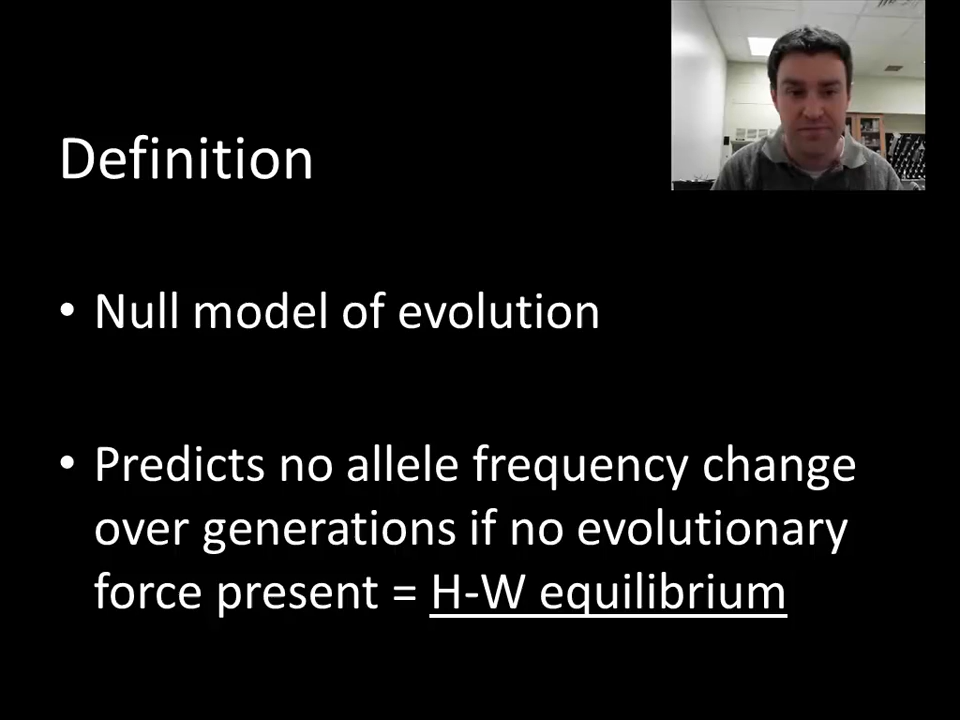 Definition
• Null model of evolution
• Predicts no allele frequency change
over generations if no evolutionary
force present = H-W equilibrium